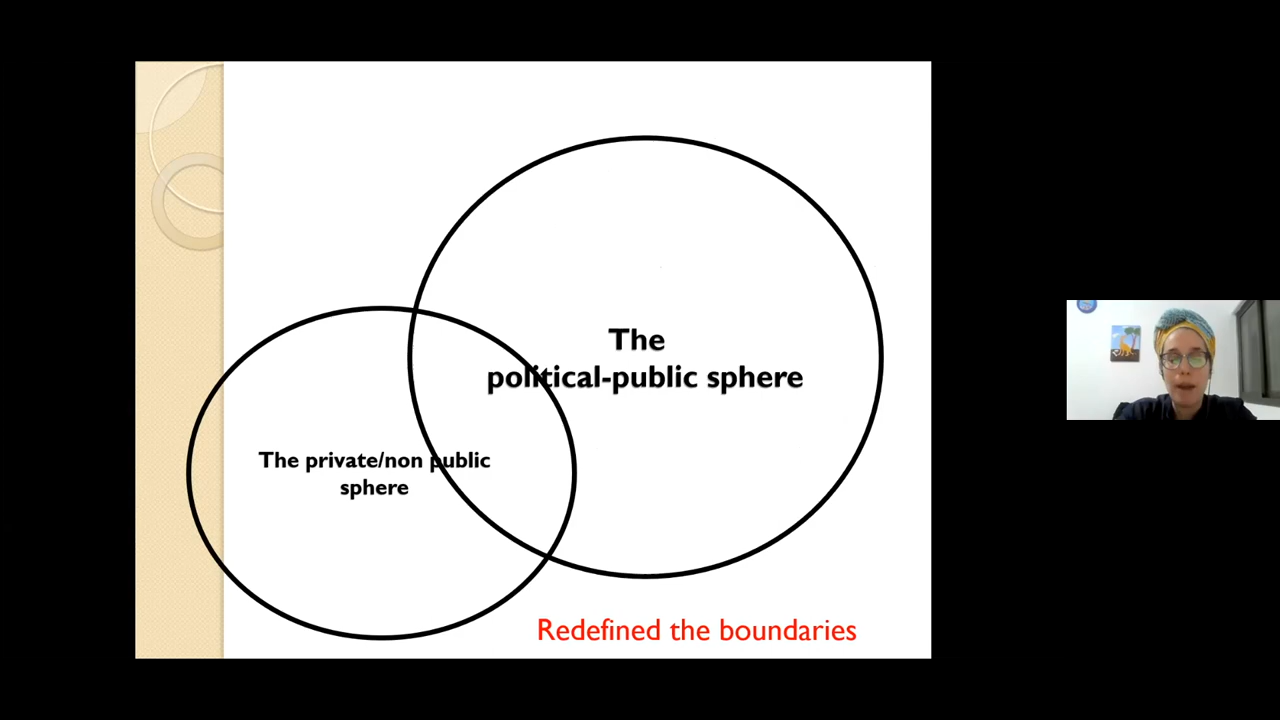 The
political-public sphere
The private/non public
sphere
Redefined the boundaries